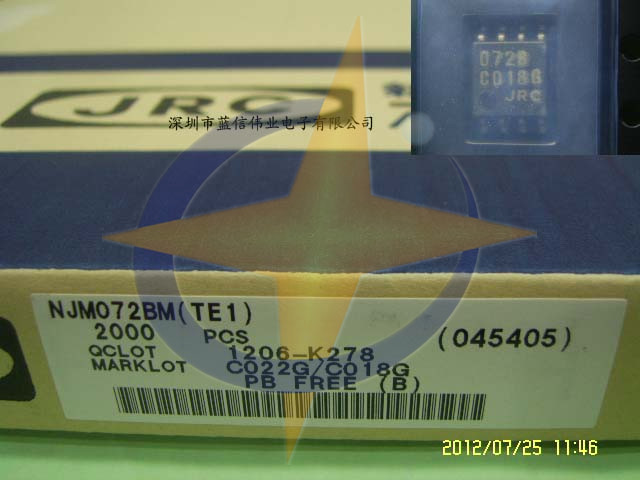 072B
C018G
JRC
JRC
深圳市蓝信伟业电子有限公司
NJM072BM(TE1)
2000 PCS
QCLOT 1206-K278 (045405)
MARKLOT C022G/C018G
PB FREE (B)
2012/07/25 11:46